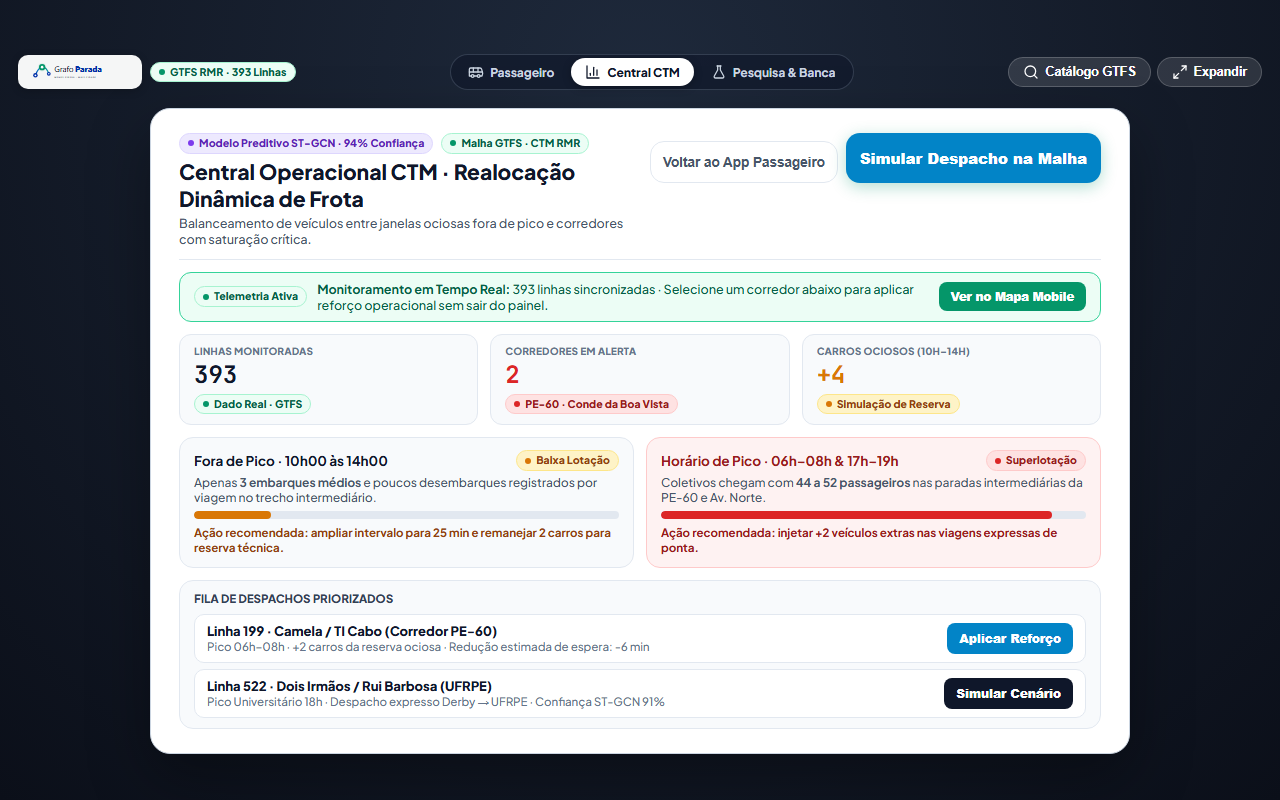 Grafo Parada
GTFS RMR · 393 Linhas
Passageiro
Central CTM
Pesquisa & Banca
Catálogo GTFS
Expandir
Modelo Preditivo ST-GCN · 94% Confiança
Malha GTFS · CTM RMR
Central Operacional CTM · Realocação
Dinâmica de Frota
Balanceamento de veículos entre janelas ociosas fora de pico e corredores
com saturação crítica.
Voltar ao App Passageiro
Simular Despacho na Malha
Telemetria Ativa
Monitoramento em Tempo Real: 393 linhas sincronizadas · Selecione um corredor abaixo para aplicar
reforço operacional sem sair do painel.
Ver no Mapa Mobile
LINHAS MONITORADAS
393
Dado Real · GTFS
CORREDORES EM ALERTA
2
PE-60 · Conde da Boa Vista
CARROS OCIOSOS (10H–14H)
+4
Simulação de Reserva
Fora de Pico · 10h00 às 14h00
Baixa Lotação
Apenas 3 embarques médios e poucos desembarques registrados por
viagem no trecho intermediário.
Ação recomendada: ampliar intervalo para 25 min e remanejar 2 carros para
reserva técnica.
Horário de Pico · 06h–08h & 17h–19h
Superlotação
Coletivos chegam com 44 a 52 passageiros nas paradas intermediárias da
PE-60 e Av. Norte.
Ação recomendada: injetar +2 veículos extras nas viagens expressas de
ponta.
FILA DE DESPACHOS PRIORIZADOS
Linha 199 · Camela / TI Cabo (Corredor PE-60)
Pico 06h–08h · +2 carros da reserva ociosa · Redução estimada de espera: -6 min
Aplicar Reforço
Linha 522 · Dois Irmãos / Rui Barbosa (UFRPE)
Pico Universitário 18h · Despacho expresso Derby → UFRPE · Confiança ST-GCN 91%
Simular Cenário